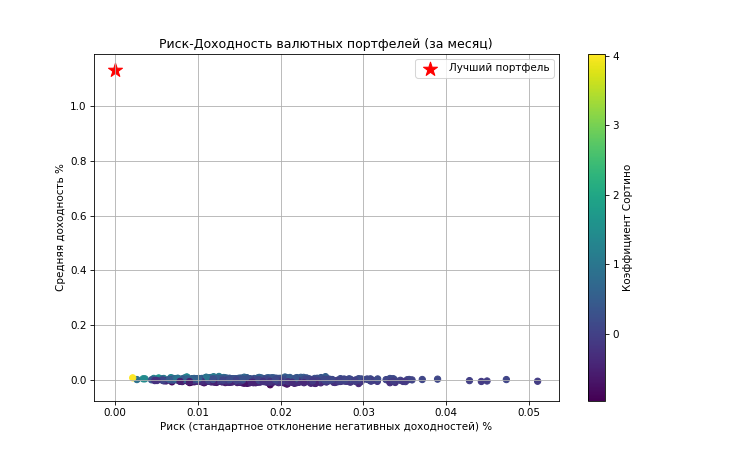 Риск-Доходность валютных портфелей (за месяц)
Лучший портфель
Средняя доходность %
1.0
0.8
0.6
0.4
0.2
0.0
0.00 0.01 0.02 0.03 0.04 0.05
Риск (стандартное отклонение негативных доходностей) %
4
3
2
1
0
Коэффициент Сортино